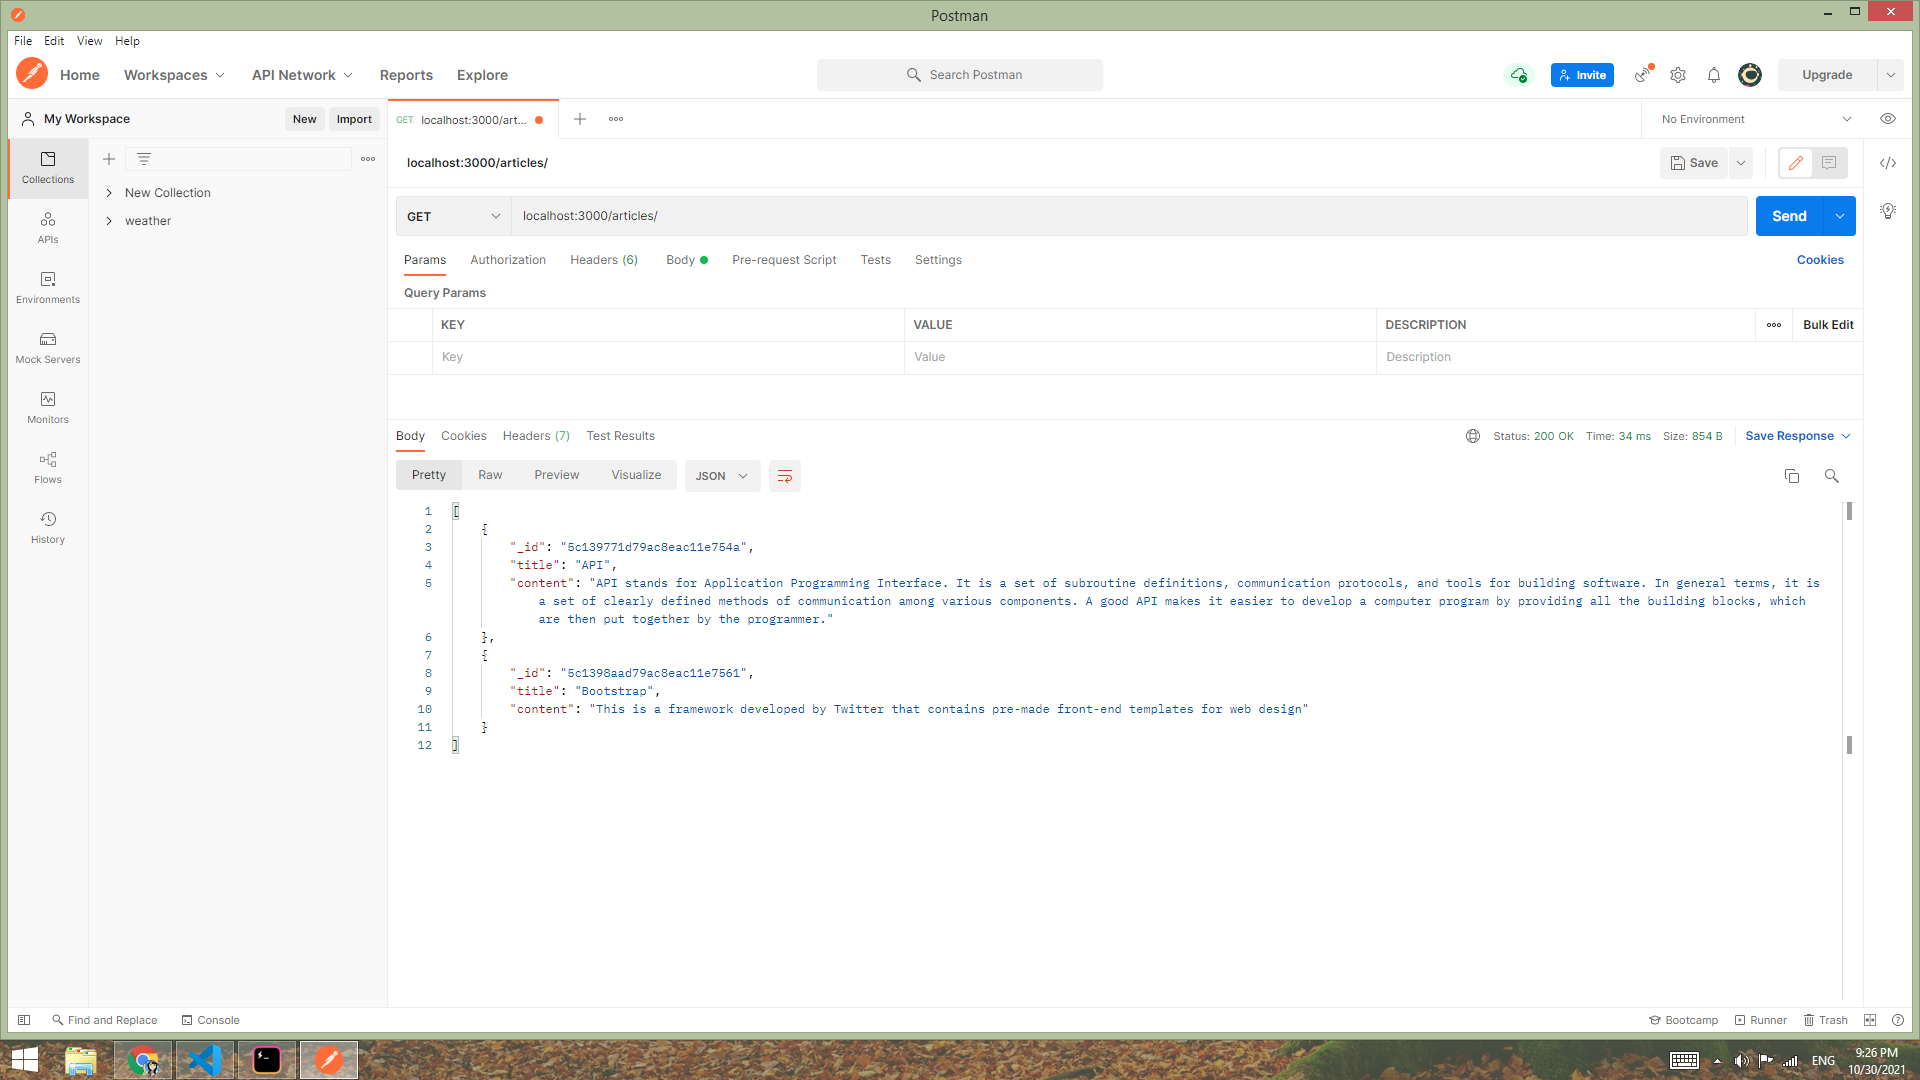 Postman
File Edit View Help
Home Workspaces API Network Reports Explore
Search Postman
Invite
Upgrade
My Workspace
New Import
GET localhost:3000/art...
No Environment
Collections
New Collection
weather
APIs
Environments
Mock Servers
Monitors
Flows
History
localhost:3000/articles/
Save
GET localhost:3000/articles/
Send
Params Authorization Headers (6) Body Pre-request Script Tests Settings
Cookies
Query Params
KEY VALUE DESCRIPTION Bulk Edit
Key Value Description
Body Cookies Headers (7) Test Results
Status: 200 OK Time: 34 ms Size: 854 B Save Response
Pretty Raw Preview Visualize JSON
1 [
2 {
3 "_id": "5c139771d79ac8eac11e754a",
4 "title": "API",
5 "content": "API stands for Application Programming Interface. It is a set of subroutine definitions, communication protocols, and tools for building software. In general terms, it is
a set of clearly defined methods of communication among various components. A good API makes it easier to develop a computer program by providing all the building blocks, which
are then put together by the programmer."
6 },
7 {
8 "_id": "5c1398aad79ac8eac11e7561",
9 "title": "Bootstrap",
10 "content": "This is a framework developed by Twitter that contains pre-made front-end templates for web design"
11 }
12 ]
Find and Replace Console
Bootcamp Runner Trash
ENG
9:26 PM
10/30/2021